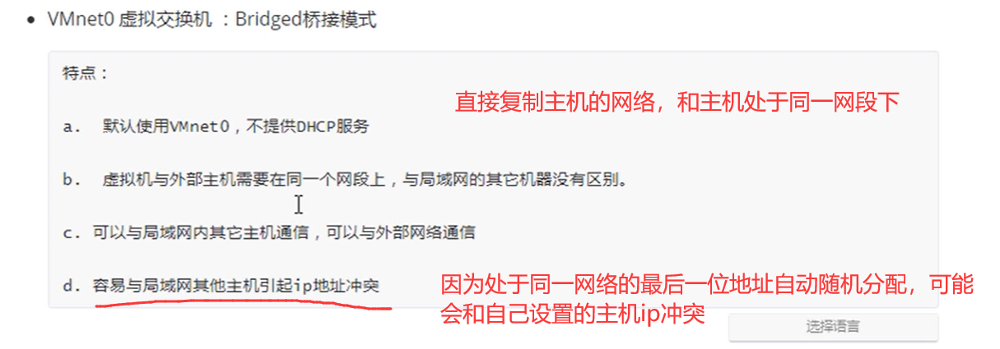 VMnet0 虚拟交换机 ：Bridged桥接模式
特点：
直接复制主机的网络，和主机处于同一网段下
a. 默认使用VMnet0，不提供DHCP服务
b. 虚拟机与外部主机需要在同一个网段上，与局域网的其它机器没有区别。
c. 可以与局域网内其它主机通信，可以与外部网络通信
d. 容易与局域网其他主机引起ip地址冲突
因为处于同一网络的最后一位地址自动随机分配，可能
会和自己设置的主机ip冲突
选择语言